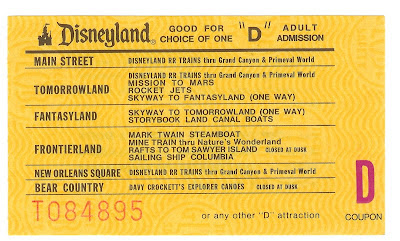 Disneyland® GOOD FOR CHOICE OF ONE "D" ADULT ADMISSION
MAIN STREET DISNEYLAND RR TRAINS thru Grand Canyon & Primeval World
TOMORROWLAND DISNEYLAND RR TRAINS thru Grand Canyon & Primeval World
MISSION TO MARS
ROCKET JETS
SKYWAY TO FANTASYLAND (ONE WAY)
FANTASYLAND SKYWAY TO TOMORROWLAND (ONE WAY)
STORYBOOK LAND CANAL BOATS
FRONTIERLAND MARK TWAIN STEAMBOAT
MINE TRAIN thru Nature's Wonderland
RAFTS TO TOM SAWYER ISLAND CLOSED AT DUSK
SAILING SHIP COLUMBIA
NEW ORLEANS SQUARE DISNEYLAND RR TRAINS thru Grand Canyon & Primeval World
BEAR COUNTRY DAVY CROCKETT'S EXPLORER CANOES CLOSED AT DUSK
T084895 or any other "D" attraction
D
COUPON